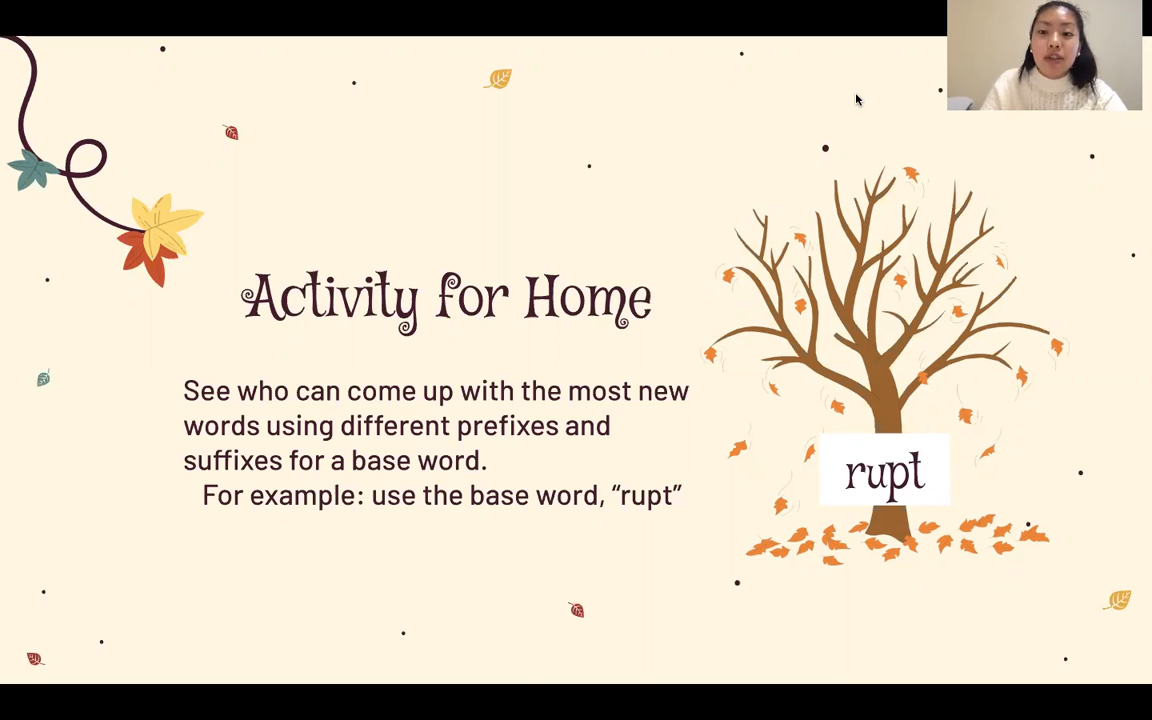 Activity for Home
See who can come up with the most new
words using different prefixes and
suffixes for a base word.
For example: use the base word, “rupt”
rupt